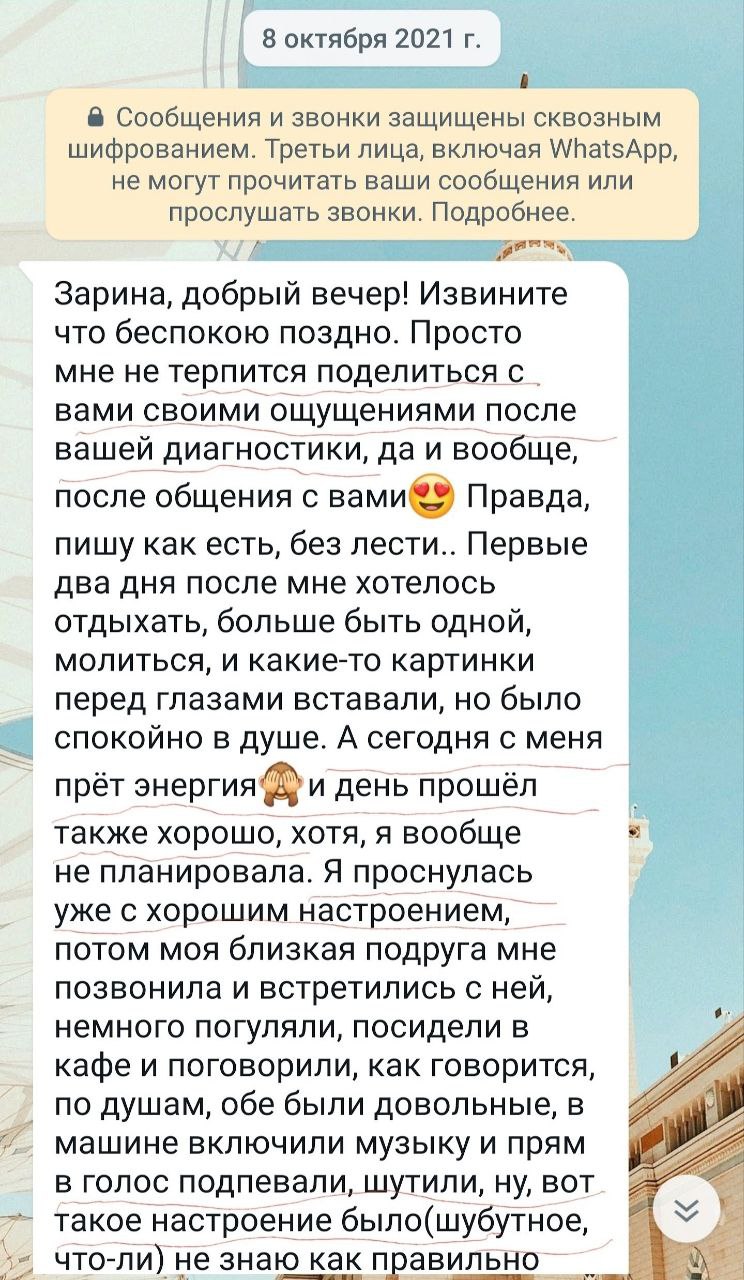 8 октября 2021 г.
Сообщения и звонки защищены сквозным
шифрованием. Третьи лица, включая WhatsApp,
не могут прочитать ваши сообщения или
прослушать звонки. Подробнее.
Зарина, добрый вечер! Извините
что беспокою поздно. Просто
мне не терпится поделиться с
вами своими ощущениями после
вашей диагностики, да и вообще,
после общения с вами😍 Правда,
пишу как есть, без лести.. Первые
два дня после мне хотелось
отдыхать, больше быть одной,
молиться, и какие-то картинки
перед глазами вставали, но было
спокойно в душе. А сегодня с меня
прёт энергия🙈и день прошёл
также хорошо, хотя, я вообще
не планировала. Я проснулась
уже с хорошим настроением,
потом моя близкая подруга мне
позвонила и встретились с ней,
немного погуляли, посидели в
кафе и поговорили, как говорится,
по душам, обе были довольные, в
машине включили музыку и прям
в голос подпевали, шутили, ну, вот
такое настроение было(шубутное,
что-ли) не знаю как правильно